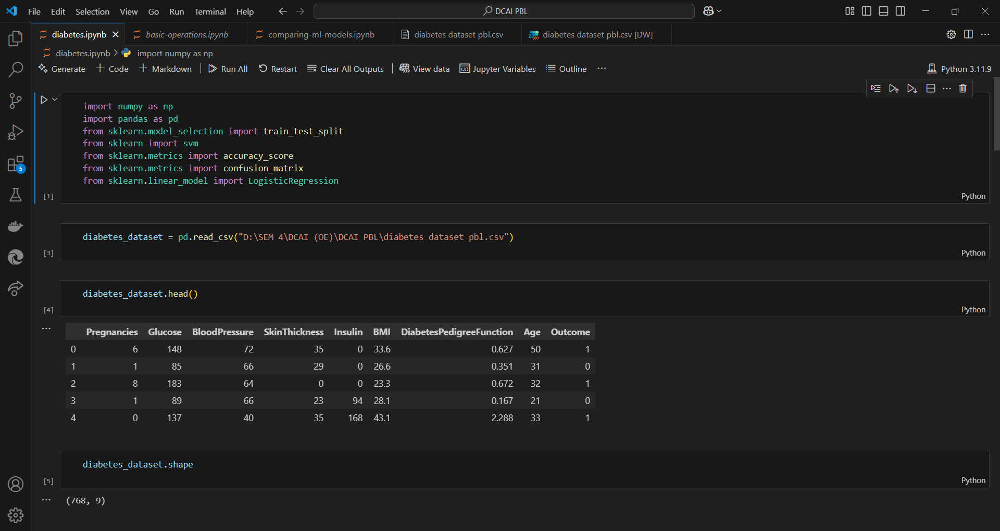 File Edit Selection View Go Run Terminal Help DCAI PBL
diabetes.ipynb basic-operations.ipynb comparing-ml-models.ipynb diabetes dataset pbl.csv diabetes dataset pbl.csv [DW]
diabetes.ipynb > import numpy as np
Generate + Code + Markdown Run All Restart Clear All Outputs View data Jupyter Variables Outline ... Python 3.11.9
import numpy as np
import pandas as pd
from sklearn.model_selection import train_test_split
from sklearn import svm
from sklearn.metrics import accuracy_score
from sklearn.metrics import confusion_matrix
from sklearn.linear_model import LogisticRegression
[1] Python
5
diabetes_dataset = pd.read_csv("D:\SEM 4\DCAI (OE)\DCAI PBL\diabetes dataset pbl.csv")
[3] Python
diabetes_dataset.head()
[4] Python
Pregnancies Glucose BloodPressure SkinThickness Insulin BMI DiabetesPedigreeFunction Age Outcome
0 6 148 72 35 0 33.6 0.627 50 1
1 1 85 66 29 0 26.6 0.351 31 0
2 8 183 64 0 0 23.3 0.672 32 1
3 1 89 66 23 94 28.1 0.167 21 0
4 0 137 40 35 168 43.1 2.288 33 1
diabetes_dataset.shape
[5] Python
(768, 9)